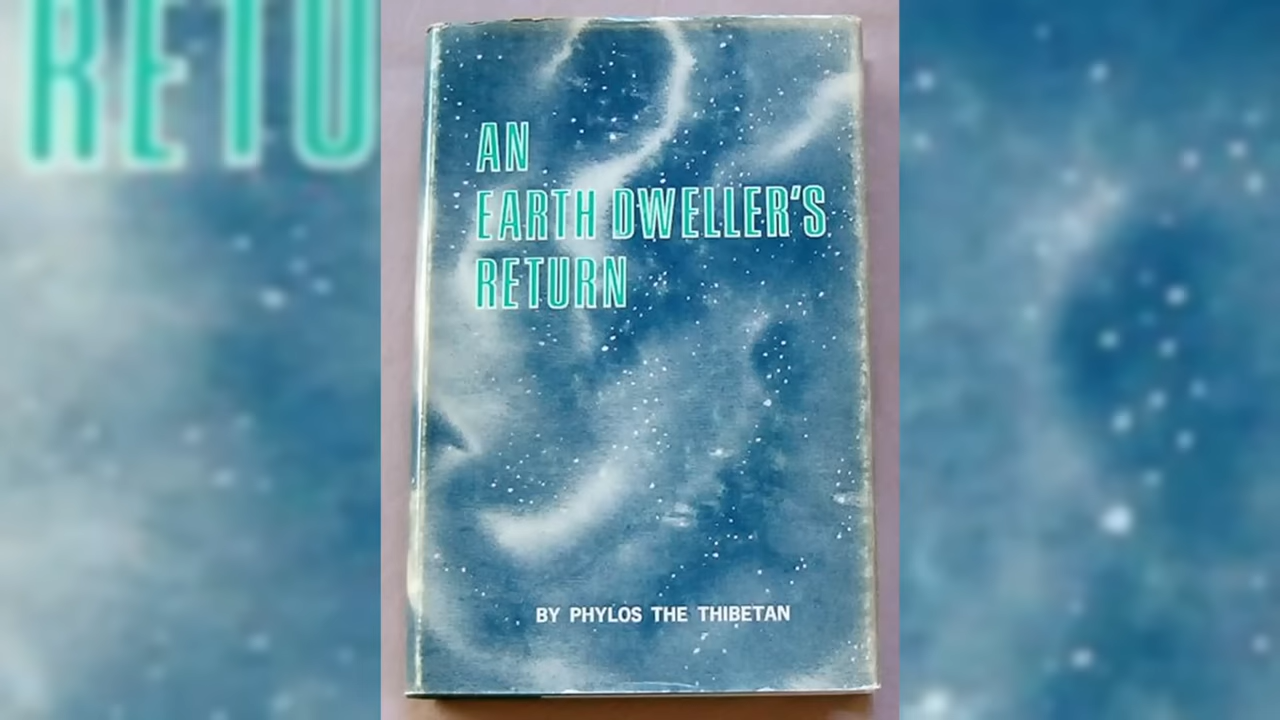 RETU
AN
EARTH DWELLER'S
RETURN
BY PHYLOS THE THIBETAN